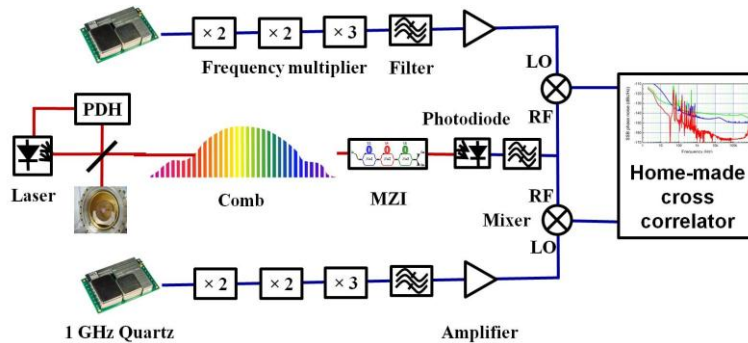 × 2
× 2
× 3
Frequency multiplier
Filter
LO
RF
PDH
Photodiode
Laser
Comb
MZI
RF
Mixer
LO
Home-made
cross
correlator
× 2
× 2
× 3
1 GHz Quartz
Amplifier